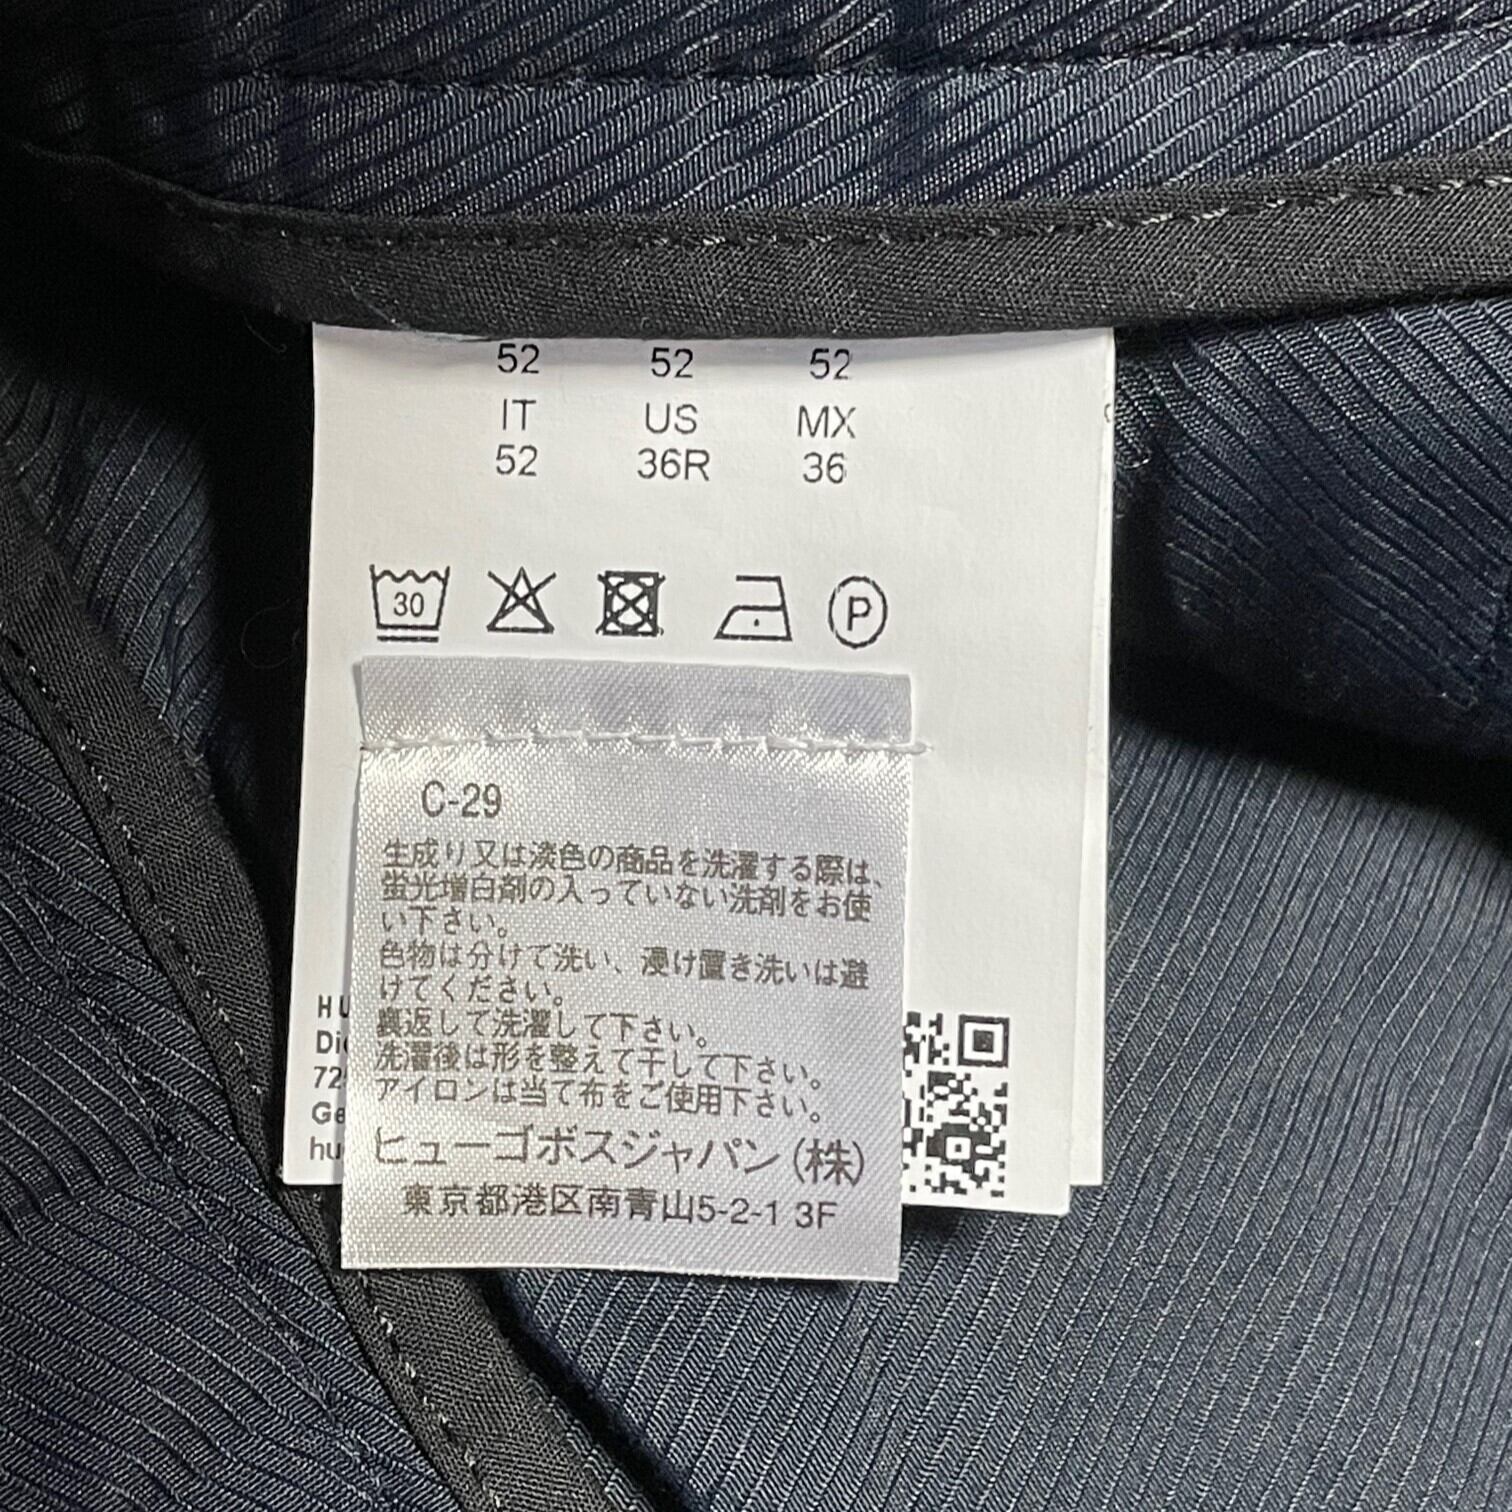 52 52 52
IT US MX
52 36R 36
30
P
C-29
生成り又は淡色の商品を洗濯する際は、
蛍光増白剤の入っていない洗剤をお使
い下さい。
色物は分けて洗い、浸け置き洗いは避
けてください。
裏返して洗濯して下さい。
洗濯後は形を整えて干して下さい。
アイロンは当て布をご使用下さい。
ヒューゴボスジャパン(株)
東京都港区南青山5-2-1 3F